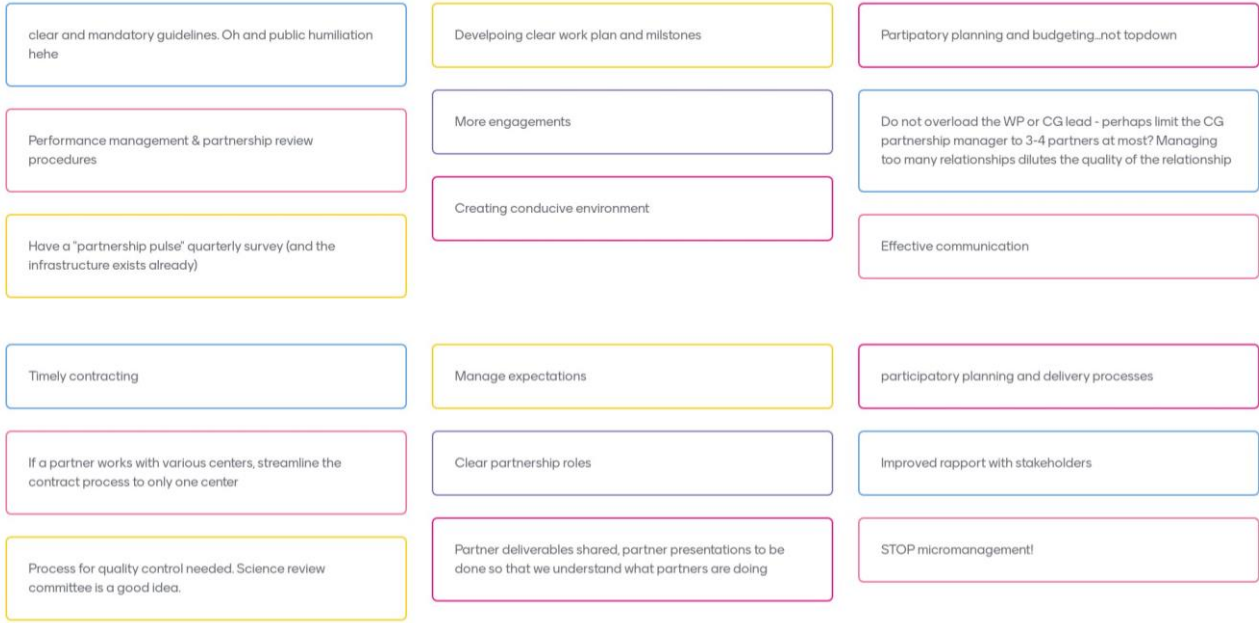 clear and mandatory guidelines. Oh and public humiliation
hehe
Performance management & partnership review
procedures
Have a "partnership pulse" quarterly survey (and the
infrastructure exists already)
Develpoing clear work plan and milstones
More engagements
Creating conducive environment
Partipatory planning and budgeting...not topdown
Do not overload the WP or CG lead - perhaps limit the CG
partnership manager to 3-4 partners at most? Managing
too many relationships dilutes the quality of the relationship
Effective communication
Timely contracting
If a partner works with various centers, streamline the
contract process to only one center
Process for quality control needed. Science review
committee is a good idea.
Manage expectations
Clear partnership roles
Partner deliverables shared, partner presentations to be
done so that we understand what partners are doing
participatory planning and delivery processes
Improved rapport with stakeholders
STOP micromanagement!